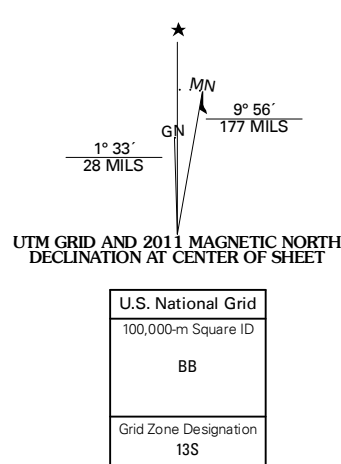 ★
MN
GN
9° 56´
177 MILS
1° 33´
28 MILS
UTM GRID AND 2011 MAGNETIC NORTH
DECLINATION AT CENTER OF SHEET
U.S. National Grid
100,000-m Square ID
BB
Grid Zone Designation
13S